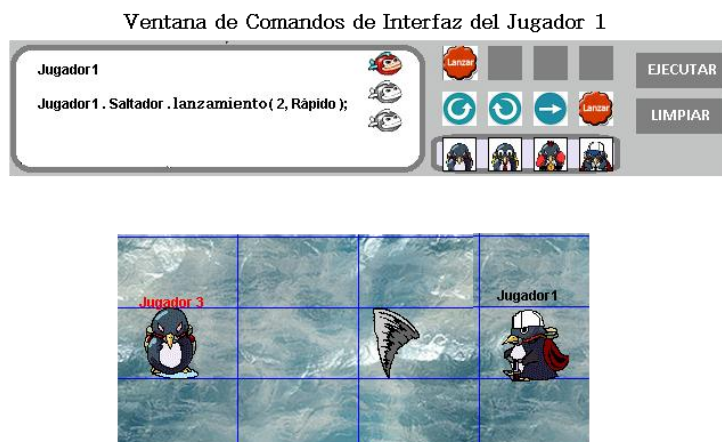 Ventana de Comandos de Interfaz del Jugador 1
Jugador1
Jugador1 . Saltador .lanzamiento( 2, Rápido );
Lanzar
EJECUTAR
Lanzar
LIMPIAR
Jugador 3
Jugador1